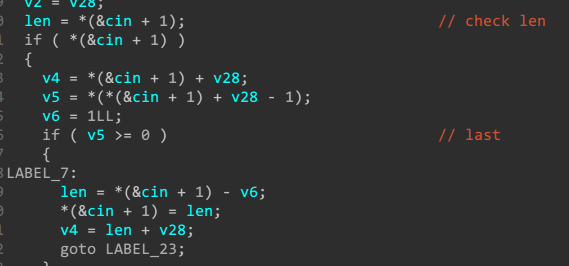 v2 = v28;
len = *(&cin + 1); // check len
if ( *(&cin + 1) )
{
v4 = *(&cin + 1) + v28;
v5 = *(*(&cin + 1) + v28 - 1);
v6 = 1LL;
if ( v5 >= 0 ) // last
{
LABEL_7:
len = *(&cin + 1) - v6;
*(&cin + 1) = len;
v4 = len + v28;
goto LABEL_23;